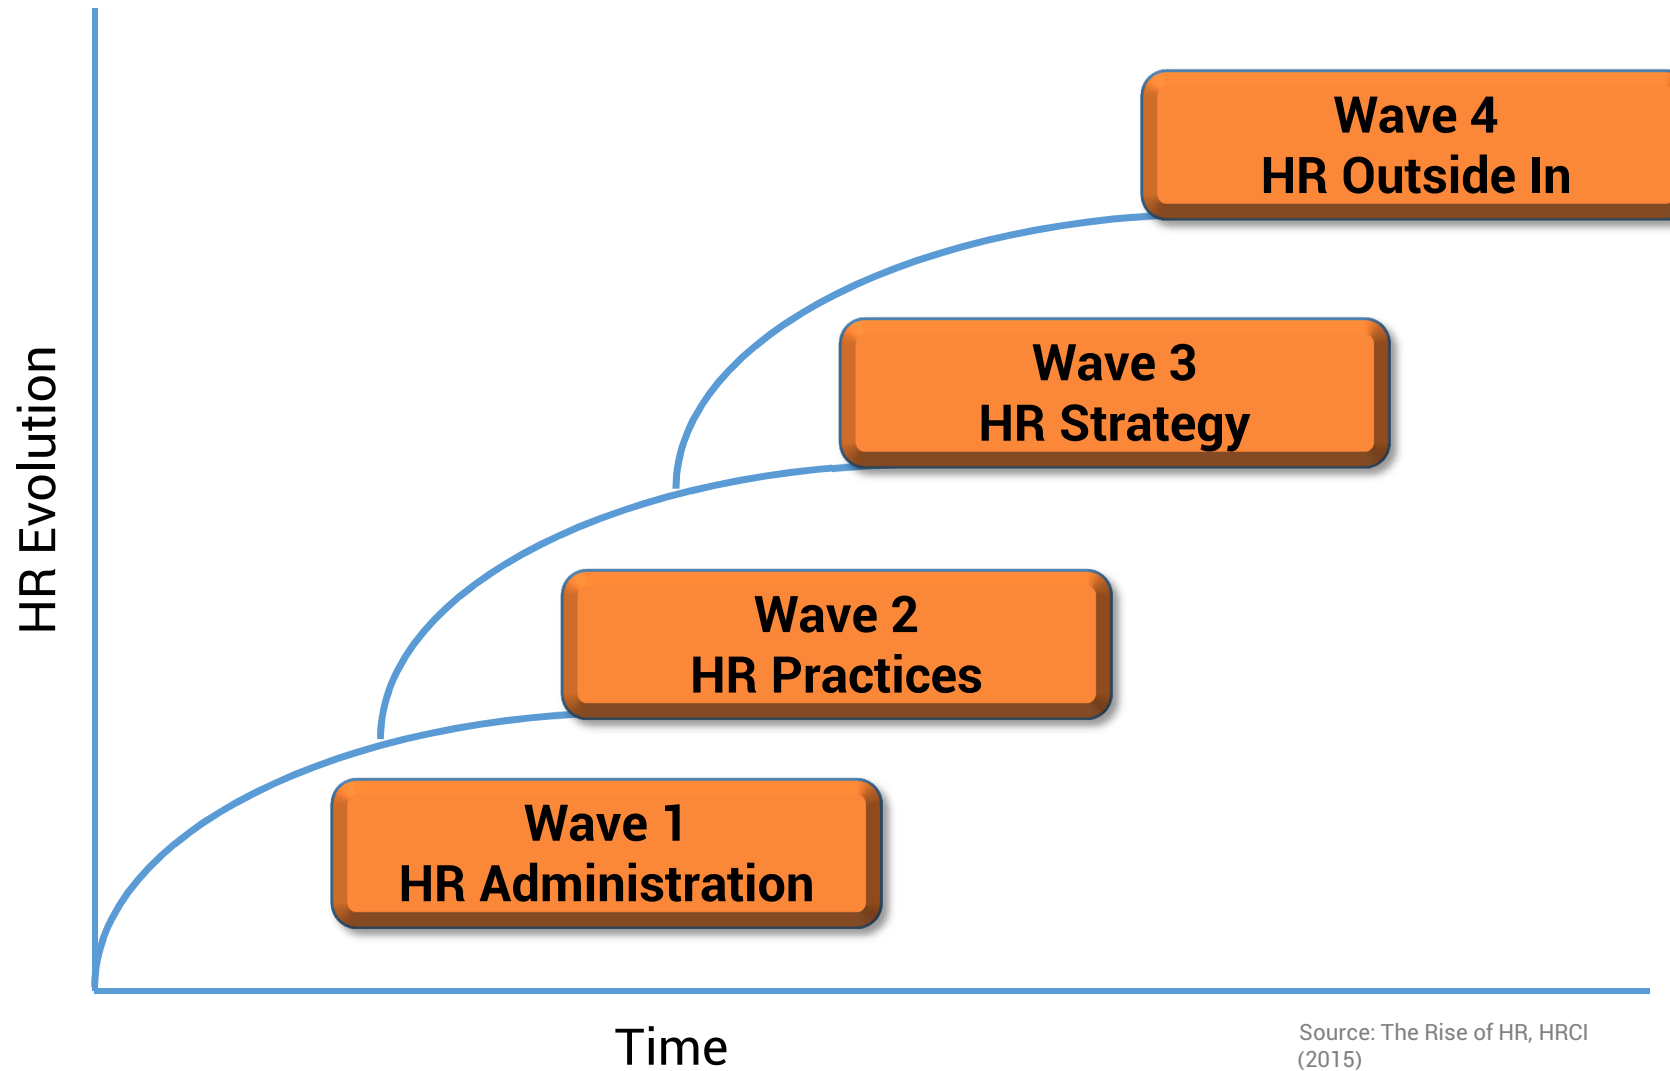 Wave 4
HR Outside In
Wave 3
HR Strategy
HR Evolution
Wave 2
HR Practices
Wave 1
HR Administration
Time
Source: The Rise of HR, HRCI
(2015)